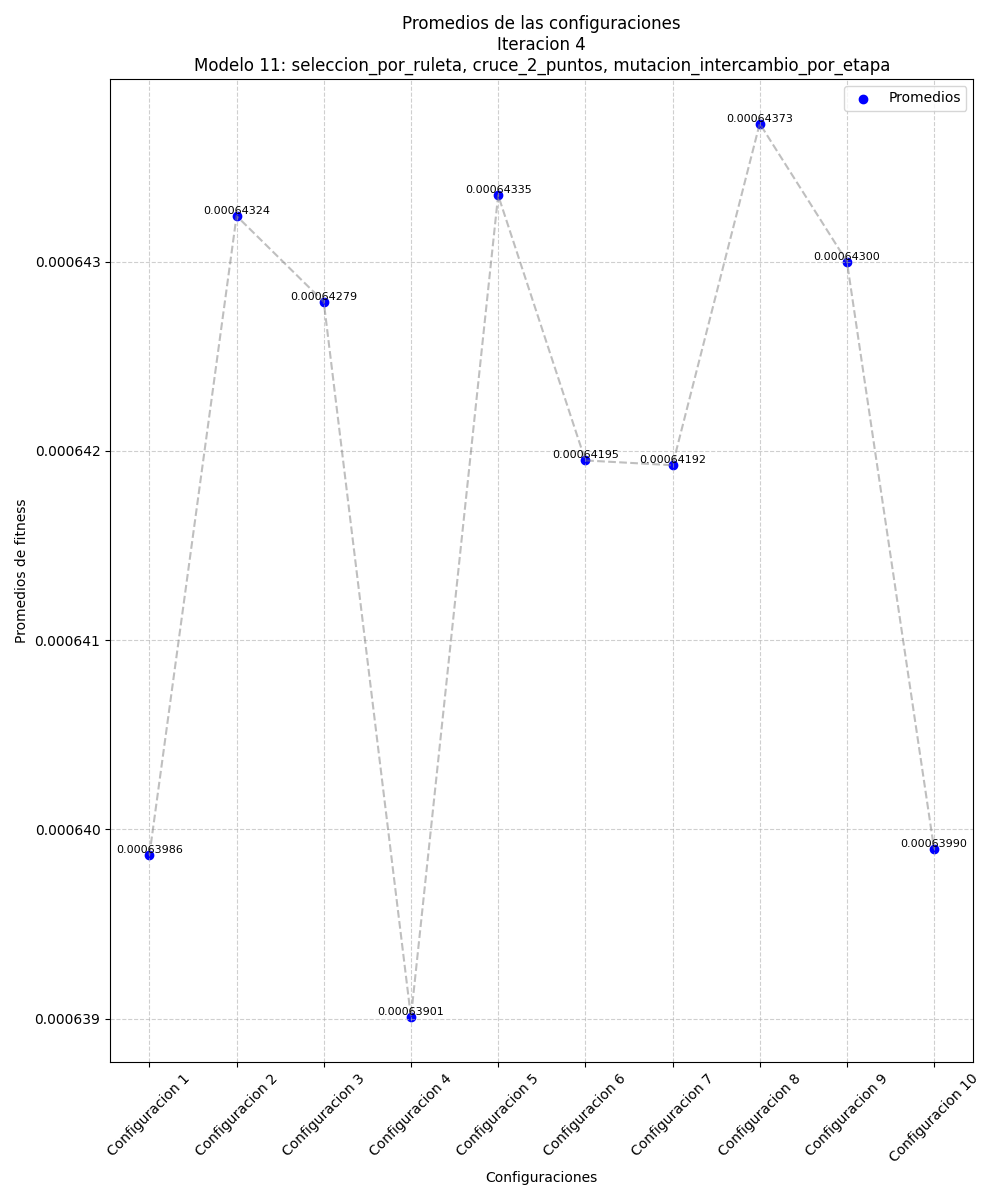 Promedios de las configuraciones
Iteracion 4
Modelo 11: seleccion_por_ruleta, cruce_2_puntos, mutacion_intercambio_por_etapa
Promedios
0.00064373
0.00064335
0.00064324
0.00064300
0.00064279
0.00064195
0.00064192
0.00063986
0.00063990
0.00063901
0.000643
0.000642
0.000641
0.000640
0.000639
Promedios de fitness
Configuracion 1
Configuracion 2
Configuracion 3
Configuracion 4
Configuracion 5
Configuracion 6
Configuracion 7
Configuracion 8
Configuracion 9
Configuracion 10
Configuraciones